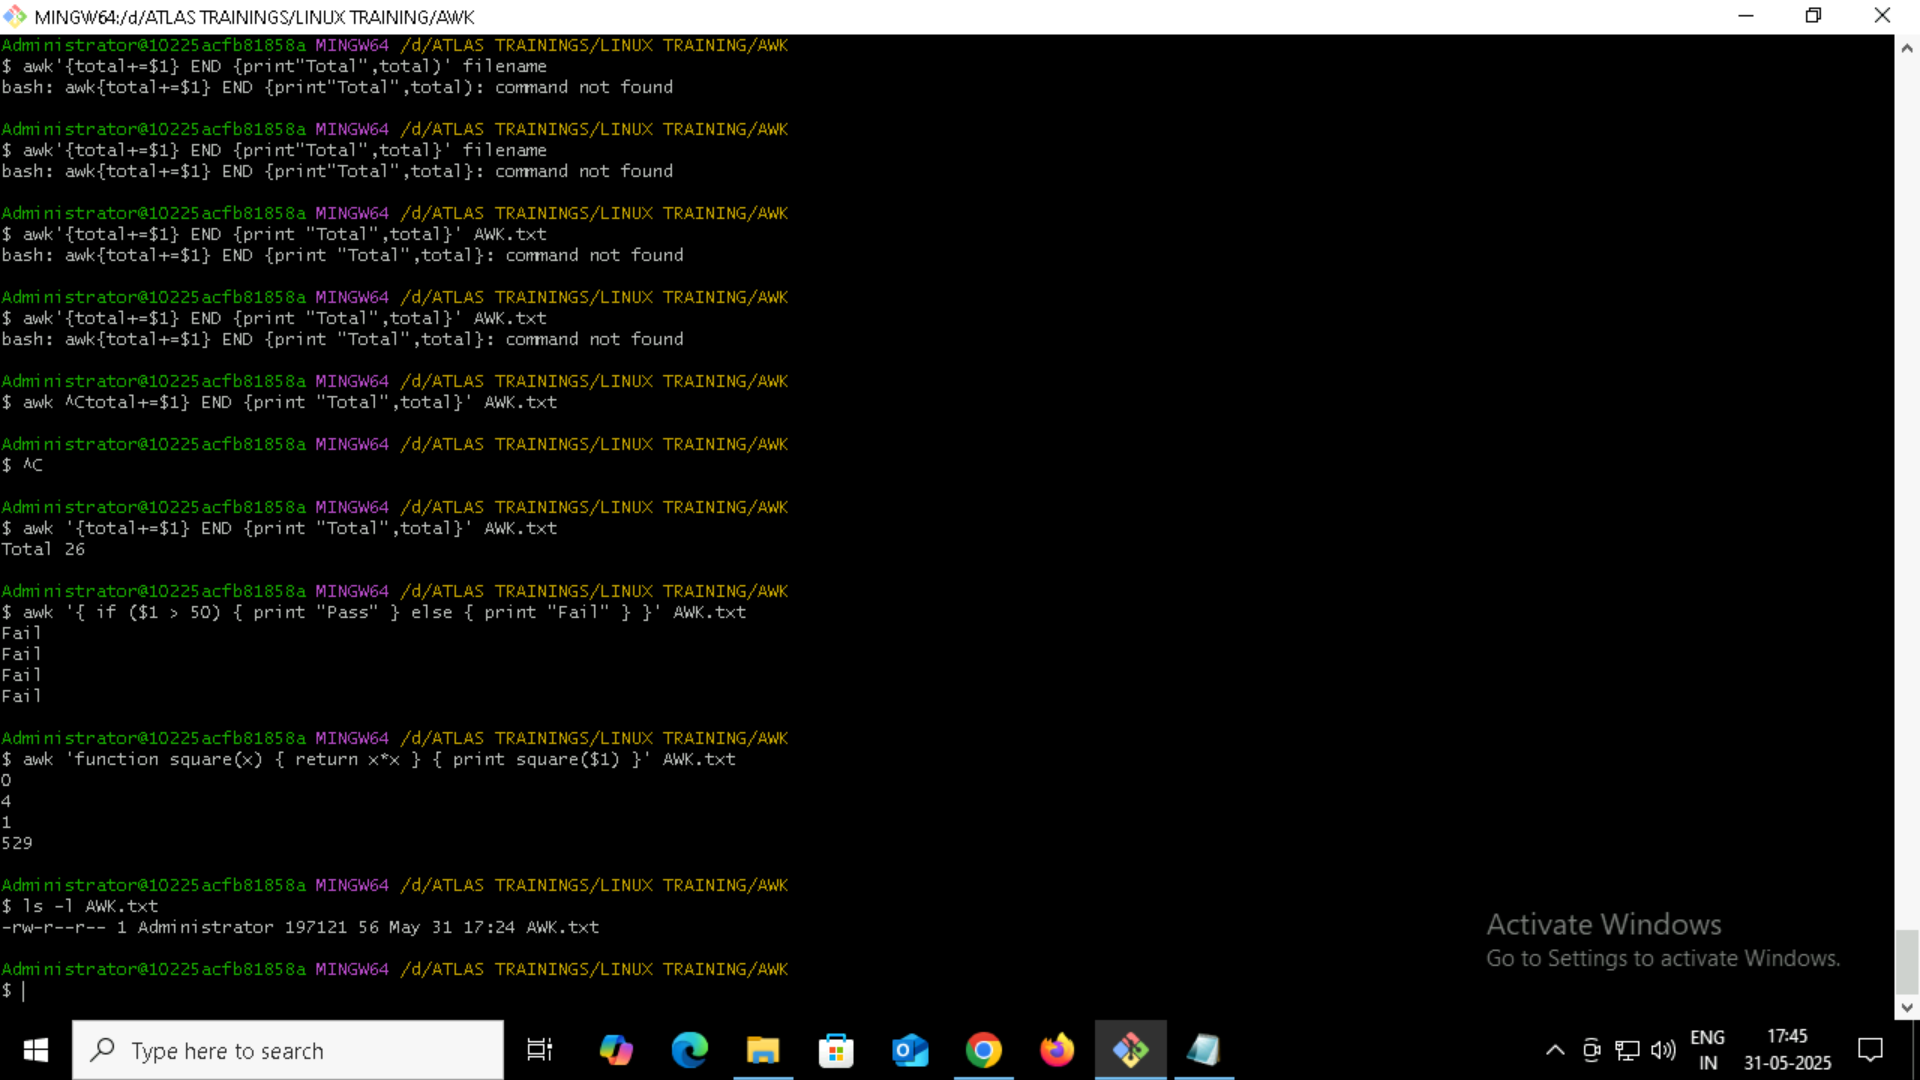 MINGW64:/d/ATLAS TRAININGS/LINUX TRAINING/AWK
Administrator@10225acfb81858a MINGW64 /d/ATLAS TRAININGS/LINUX TRAINING/AWK
$ awk'{total+=$1} END {print"Total",total)' filename
bash: awk{total+=$1} END {print"Total",total): command not found
Administrator@10225acfb81858a MINGW64 /d/ATLAS TRAININGS/LINUX TRAINING/AWK
$ awk'{total+=$1} END {print"Total",total}' filename
bash: awk{total+=$1} END {print"Total",total}: command not found
Administrator@10225acfb81858a MINGW64 /d/ATLAS TRAININGS/LINUX TRAINING/AWK
$ awk'{total+=$1} END {print "Total",total}' AWK.txt
bash: awk{total+=$1} END {print "Total",total}: command not found
Administrator@10225acfb81858a MINGW64 /d/ATLAS TRAININGS/LINUX TRAINING/AWK
$ awk'{total+=$1} END {print "Total",total}' AWK.txt
bash: awk{total+=$1} END {print "Total",total}: command not found
Administrator@10225acfb81858a MINGW64 /d/ATLAS TRAININGS/LINUX TRAINING/AWK
$ awk ^Ctotal+=$1} END {print "Total",total}' AWK.txt
Administrator@10225acfb81858a MINGW64 /d/ATLAS TRAININGS/LINUX TRAINING/AWK
$ ^C
Administrator@10225acfb81858a MINGW64 /d/ATLAS TRAININGS/LINUX TRAINING/AWK
$ awk '{total+=$1} END {print "Total",total}' AWK.txt
Total 26
Administrator@10225acfb81858a MINGW64 /d/ATLAS TRAININGS/LINUX TRAINING/AWK
$ awk '{ if ($1 > 50) { print "Pass" } else { print "Fail" } }' AWK.txt
Fail
Fail
Fail
Fail
Administrator@10225acfb81858a MINGW64 /d/ATLAS TRAININGS/LINUX TRAINING/AWK
$ awk 'function square(x) { return x*x } { print square($1) }' AWK.txt
0
4
1
529
Administrator@10225acfb81858a MINGW64 /d/ATLAS TRAININGS/LINUX TRAINING/AWK
$ ls -l AWK.txt
-rw-r--r-- 1 Administrator 197121 56 May 31 17:24 AWK.txt
Administrator@10225acfb81858a MINGW64 /d/ATLAS TRAININGS/LINUX TRAINING/AWK
$
Activate Windows
Go to Settings to activate Windows.
Type here to search
ENG
IN
17:45
31-05-2025